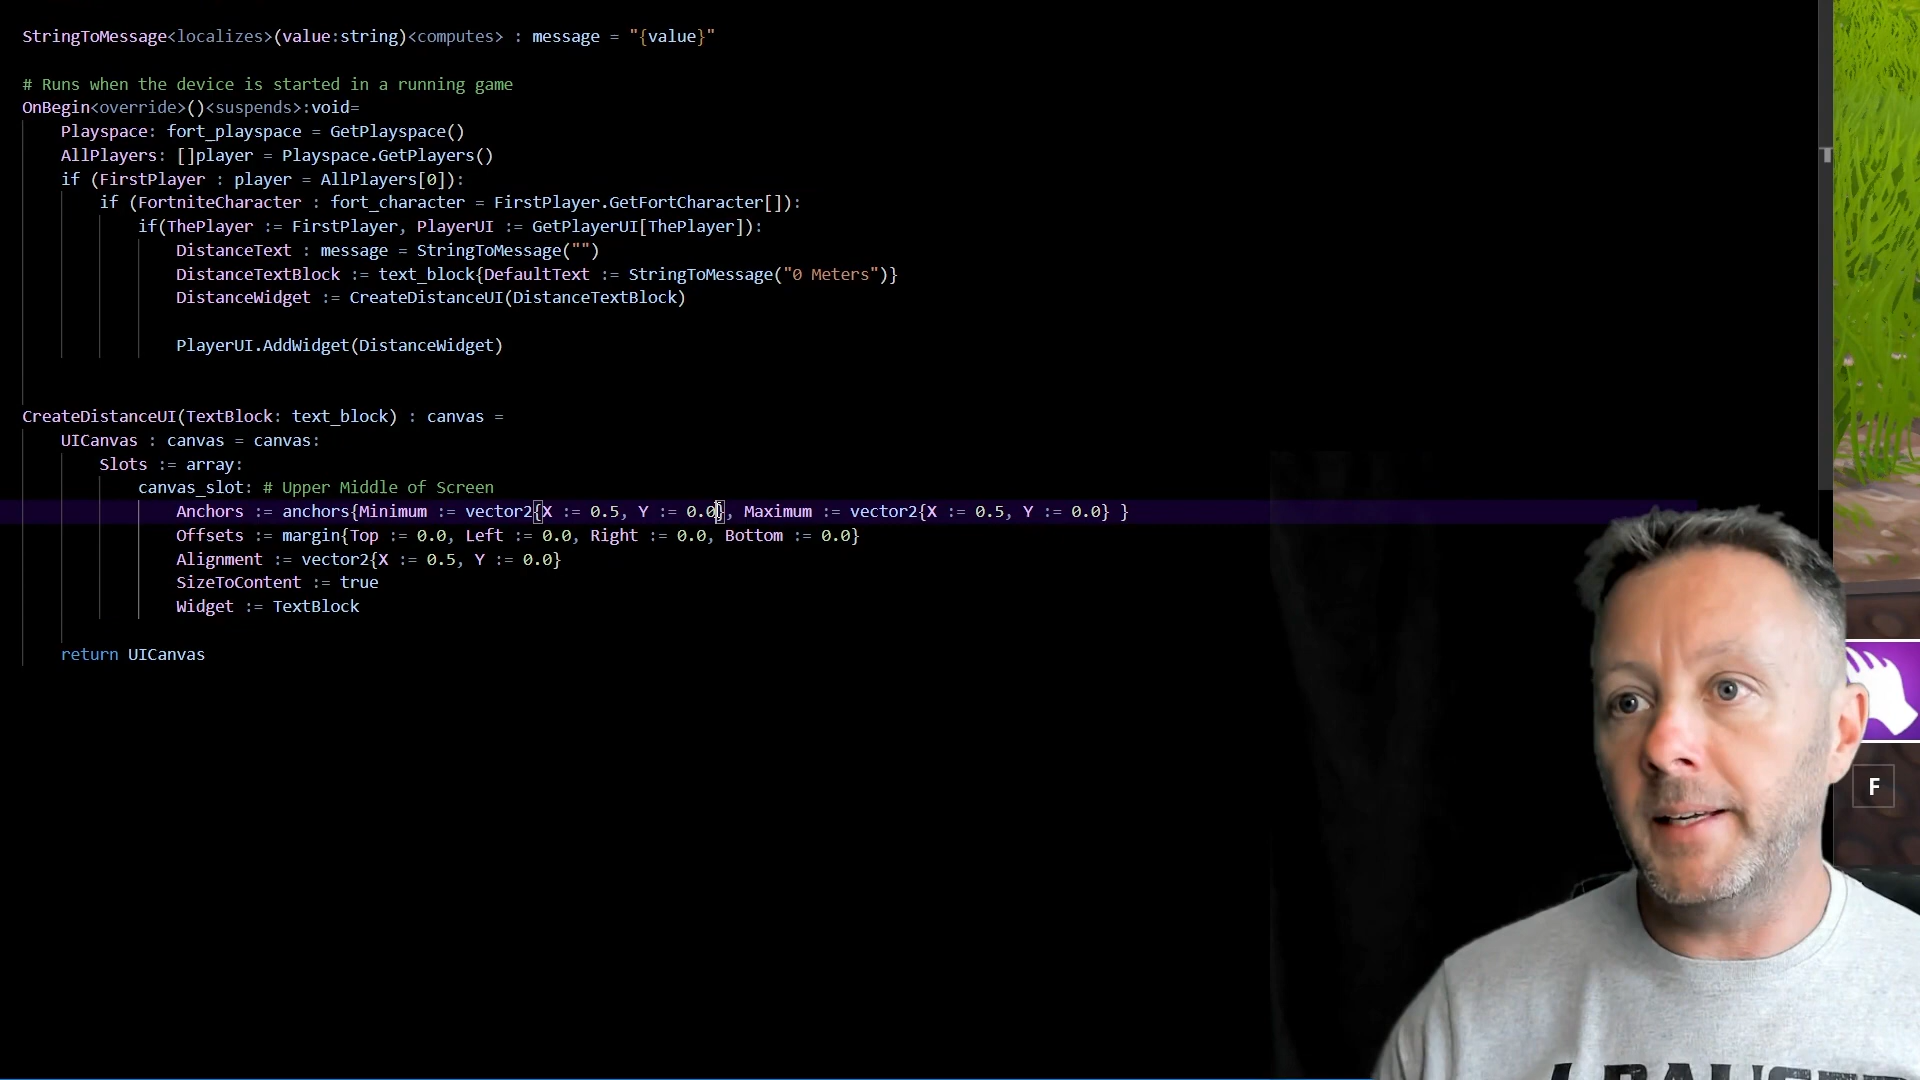 StringToMessage<localizes>(value:string)<computes> : message = "{value}"
# Runs when the device is started in a running game
OnBegin<override>()<suspends>:void=
Playspace: fort_playspace = GetPlayspace()
AllPlayers: []player = Playspace.GetPlayers()
if (FirstPlayer : player = AllPlayers[0]):
if (FortniteCharacter : fort_character = FirstPlayer.GetFortCharacter[]):
if(ThePlayer := FirstPlayer, PlayerUI := GetPlayerUI[ThePlayer]):
DistanceText : message = StringToMessage("")
DistanceTextBlock := text_block{DefaultText := StringToMessage("0 Meters")}
DistanceWidget := CreateDistanceUI(DistanceTextBlock)
PlayerUI.AddWidget(DistanceWidget)
CreateDistanceUI(TextBlock: text_block) : canvas =
UICanvas : canvas = canvas:
Slots := array:
canvas_slot: # Upper Middle of Screen
Anchors := anchors{Minimum := vector2{X := 0.5, Y := 0.0}, Maximum := vector2{X := 0.5, Y := 0.0} }
Offsets := margin{Top := 0.0, Left := 0.0, Right := 0.0, Bottom := 0.0}
Alignment := vector2{X := 0.5, Y := 0.0}
SizeToContent := true
Widget := TextBlock
return UICanvas
F